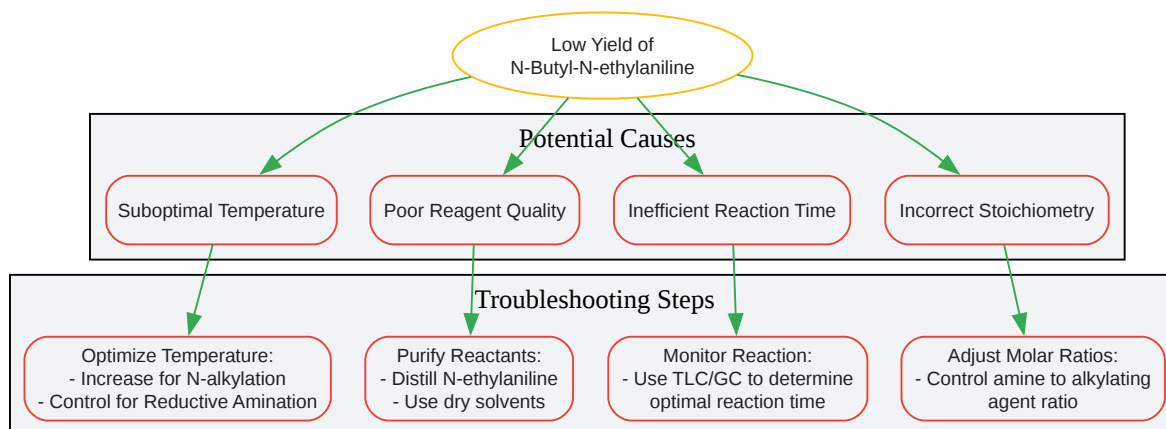 Low Yield of
N-Butyl-N-ethylaniline
Potential Causes
Suboptimal Temperature
Poor Reagent Quality
Inefficient Reaction Time
Incorrect Stoichiometry
Troubleshooting Steps
Optimize Temperature:
- Increase for N-alkylation
- Control for Reductive Amination
Purify Reactants:
- Distill N-ethylaniline
- Use dry solvents
Monitor Reaction:
- Use TLC/GC to determine
optimal reaction time
Adjust Molar Ratios:
- Control amine to alkylating
agent ratio